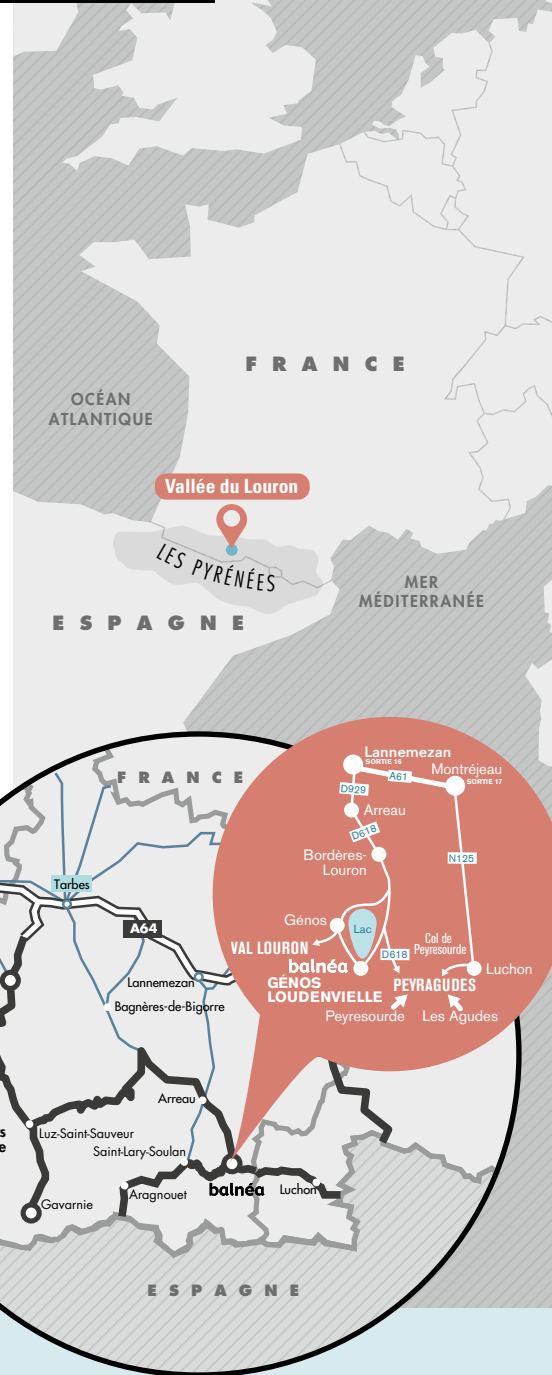 FRANCE
OCÉAN
ATLANTIQUE
Vallée du Louron
LES PYRÉNÉES
MER
MÉDITERRANÉE
ESPAGNE
Lannemezan
SORTIE 16
A61
Montréjeau
SORTIE 17
D929
Arreau
D618
Bordères-
Louron
N125
Génos
Lac
VAL LOURON
Col de
Peyresourde
D618
balnéa
GÉNOS
LOUDENVIELLE
Luchon
PEYRAGUDES
Peyresourde
Les Agudes
FRANCE
Tarbes
A64
Lannemezan
Bagnères-de-Bigorre
Arreau
s
e
Luz-Saint-Sauveur
Saint-Lary-Soulan
Aragnouet
balnéa
Luchon
Gavarnie
ESPAGNE